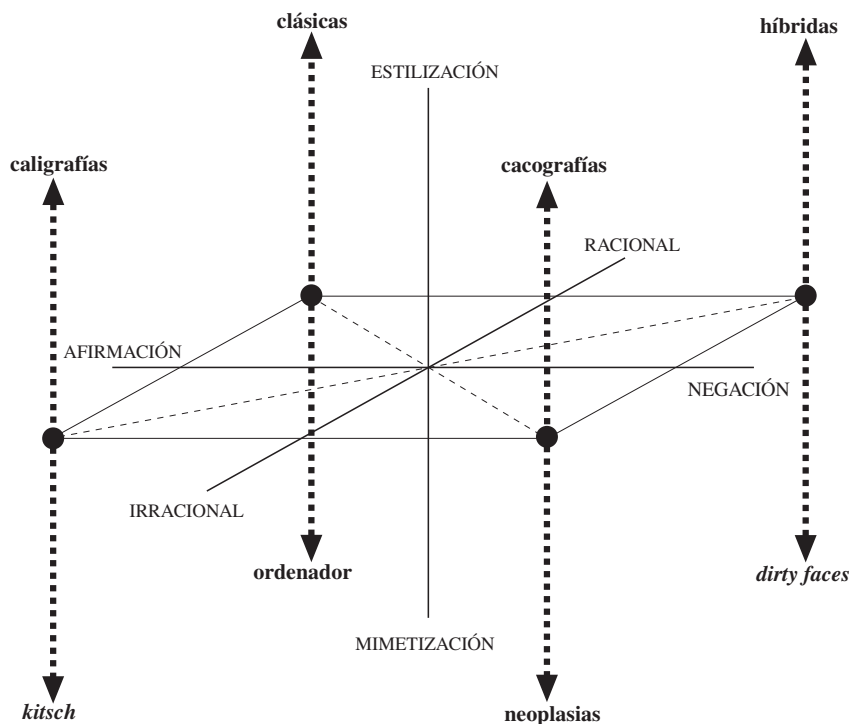 clásicas
híbridas
ESTILIZACIÓN
caligrafías
cacografías
RACIONAL
AFIRMACIÓN
NEGACIÓN
IRRACIONAL
ordenador
dirty faces
MIMETIZACIÓN
kitsch
neoplasias